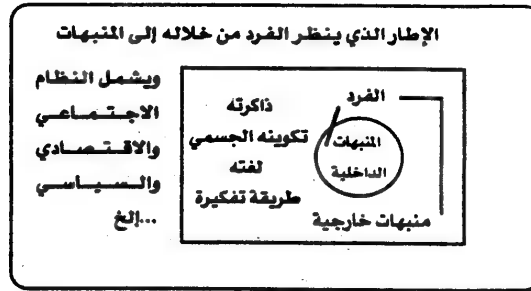 الإطار الذي ينظر الفرد من خلاله إلى المنبهات
ويشمل النظام
الاجتماعي
والاقتصادي
والسياسي
...إلخ
الفرد
المنبهات
الداخلية
منبهات خارجية
ذاكرته
تكوينه الجسمي
لغته
طريقة تفكيرة